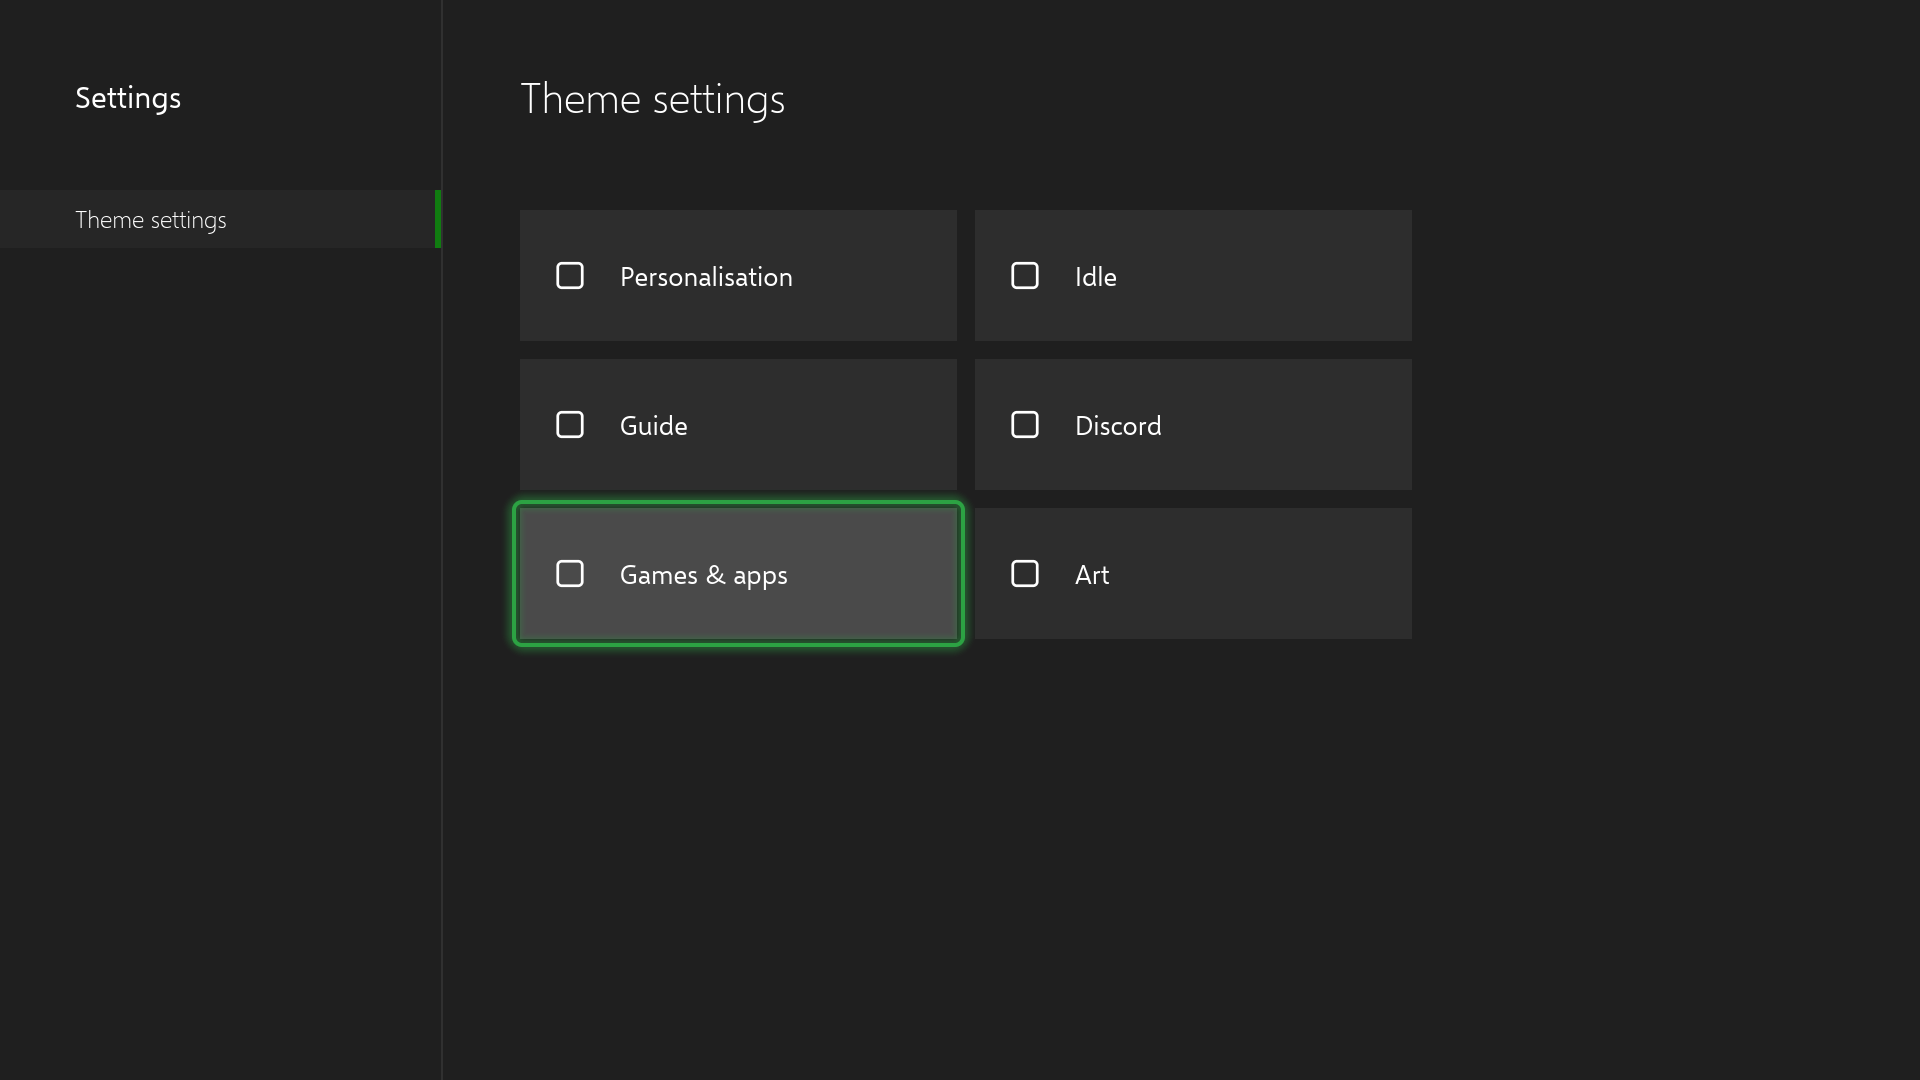 Settings
Theme settings
Theme settings
Personalisation
Idle
Guide
Discord
Games & apps
Art